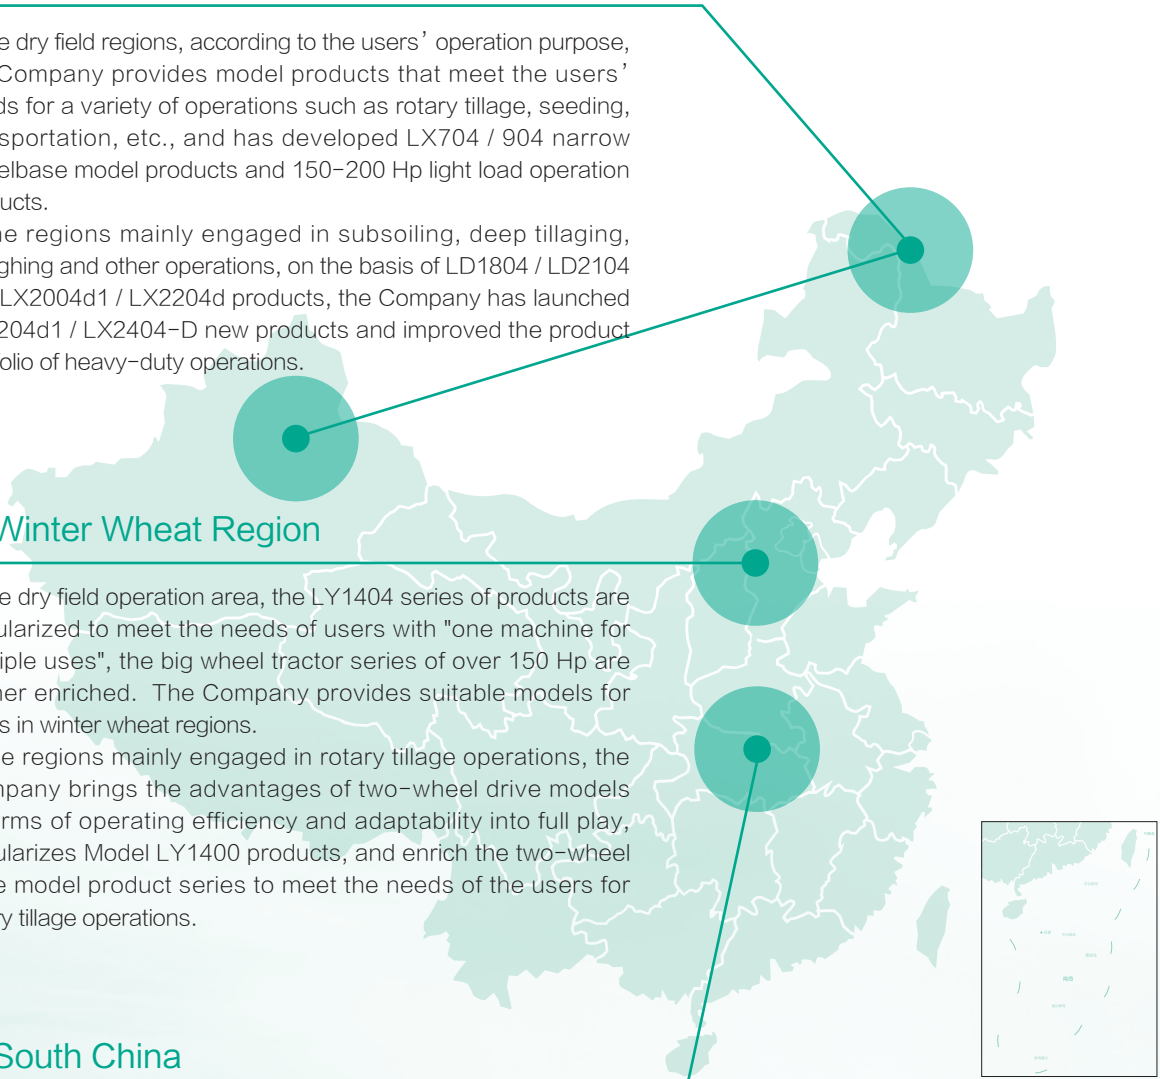 e dry field regions, according to the users’ operation purpose,
Company provides model products that meet the users’
ds for a variety of operations such as rotary tillage, seeding,
sportation, etc., and has developed LX704 / 904 narrow
elbase model products and 150-200 Hp light load operation
ucts.
ne regions mainly engaged in subsoiling, deep tillaging,
ghing and other operations, on the basis of LD1804 / LD2104
LX2004d1 / LX2204d products, the Company has launched
204d1 / LX2404-D new products and improved the product
folio of heavy-duty operations.
Winter Wheat Region
e dry field operation area, the LY1404 series of products are
ularized to meet the needs of users with "one machine for
iple uses", the big wheel tractor series of over 150 Hp are
her enriched. The Company provides suitable models for
s in winter wheat regions.
e regions mainly engaged in rotary tillage operations, the
mpany brings the advantages of two-wheel drive models
erms of operating efficiency and adaptability into full play,
ularizes Model LY1400 products, and enrich the two-wheel
e model product series to meet the needs of the users for
ry tillage operations.
South China